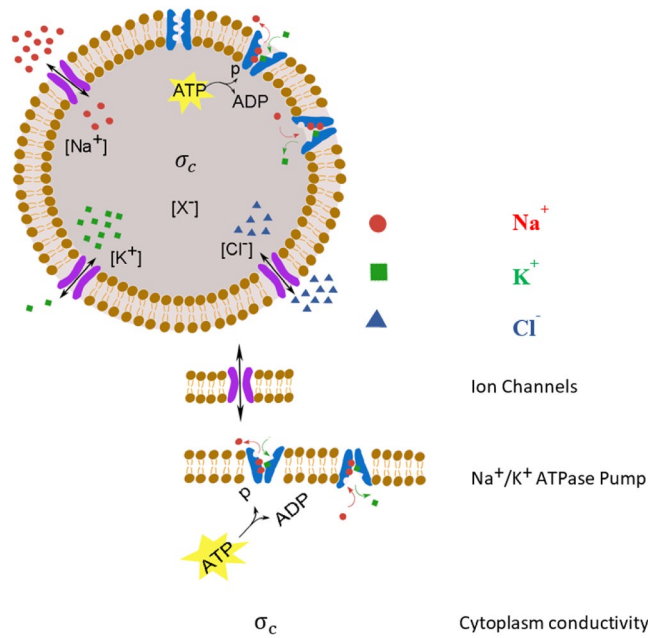 p
ATP
ADP
[Na⁺]
σc
[X⁻]
[K⁺]
[Cl⁻]
Na⁺
K⁺
Cl⁻
Ion Channels
Na⁺/K⁺ ATPase Pump
p
ADP
ATP
σc Cytoplasm conductivity